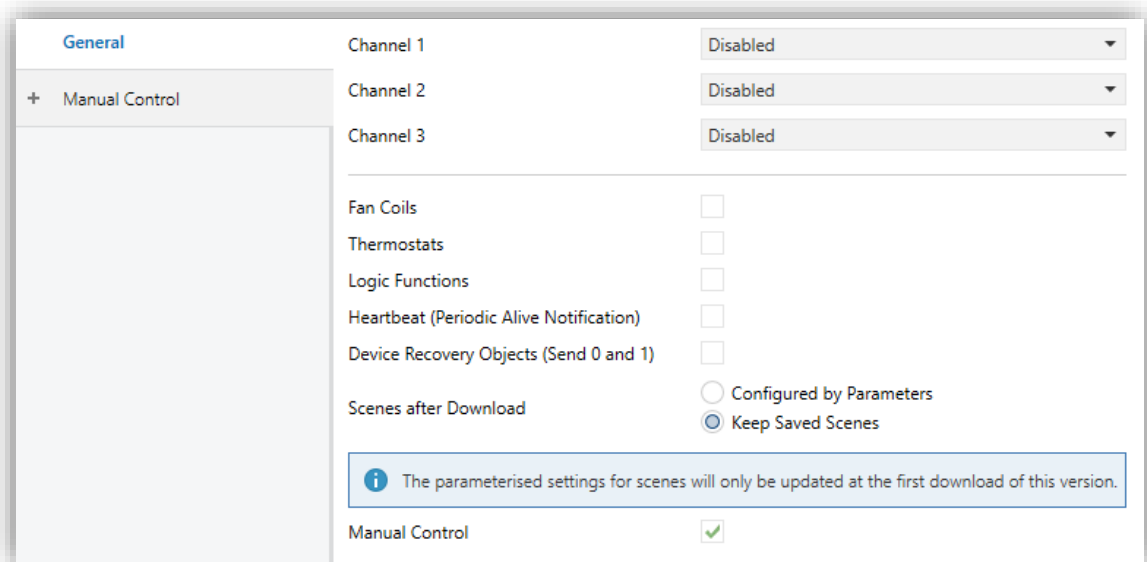 General
+ Manual Control
Channel 1 Disabled
Channel 2 Disabled
Channel 3 Disabled
Fan Coils
Thermostats
Logic Functions
Heartbeat (Periodic Alive Notification)
Device Recovery Objects (Send 0 and 1)
Scenes after Download
Configured by Parameters
Keep Saved Scenes
The parameterised settings for scenes will only be updated at the first download of this version.
Manual Control